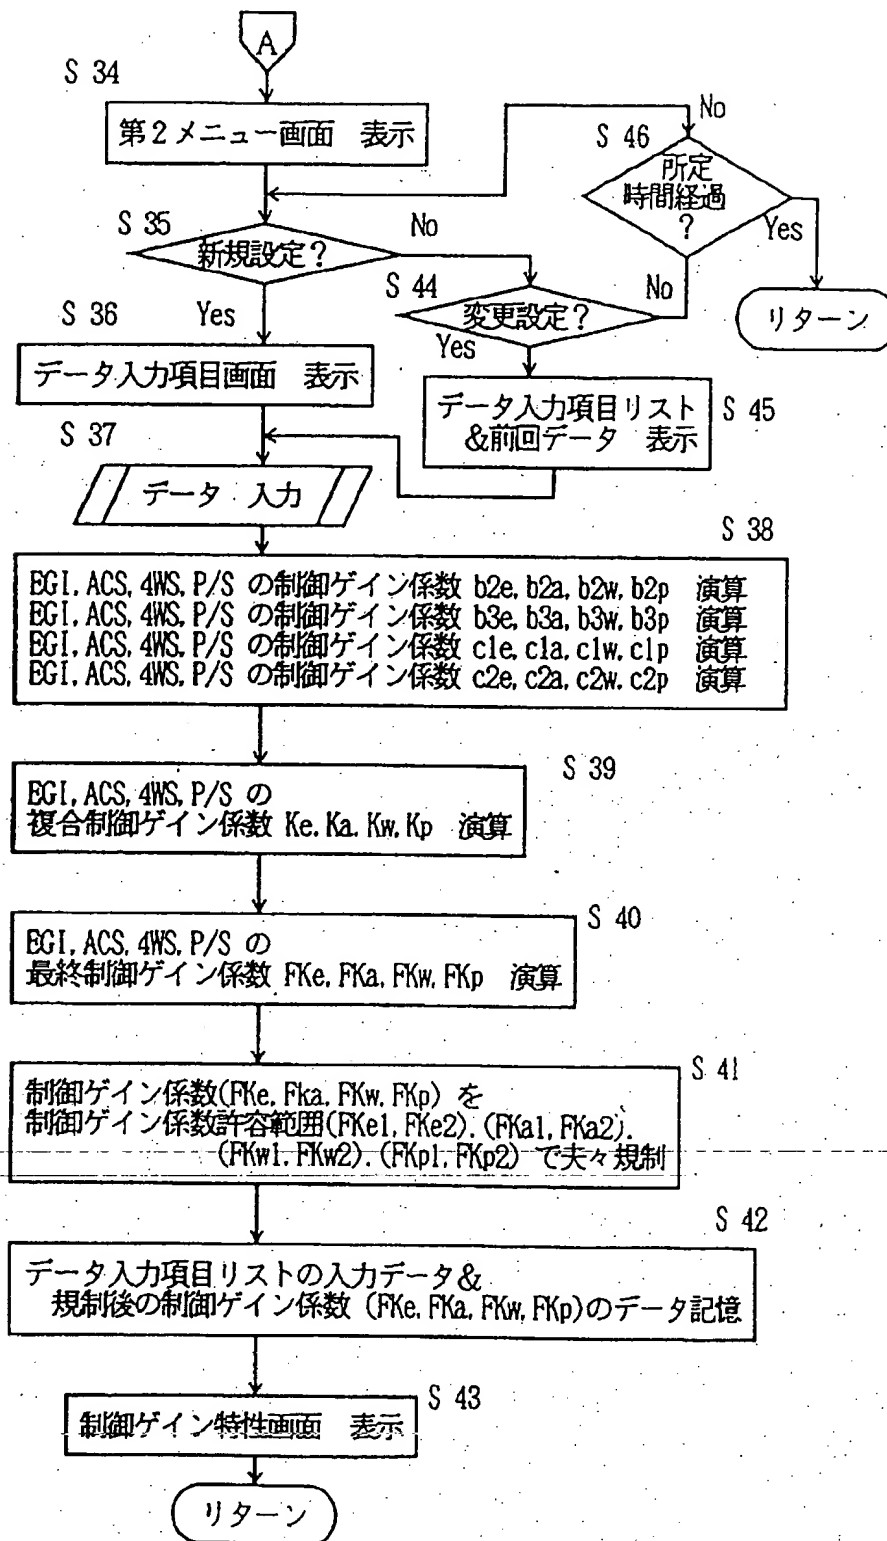 A
S 34
第2メニュー画面 表示
No
S 46
所定
時間経過
?
Yes
S 35
新規設定?
No
S 44
変更設定?
No
リターン
S 36
Yes
データ入力項目画面 表示
Yes
データ入力項目リスト
&前回データ 表示
S 45
S 37
データ 入力
S 38
EGI,ACS,4WS,P/S の制御ゲイン係数 b2e,b2a,b2w,b2p 演算
EGI,ACS,4WS,P/S の制御ゲイン係数 b3e,b3a,b3w,b3p 演算
EGI,ACS,4WS,P/S の制御ゲイン係数 c1e,c1a,c1w,c1p 演算
EGI,ACS,4WS,P/S の制御ゲイン係数 c2e,c2a,c2w,c2p 演算
S 39
EGI,ACS,4WS,P/S の
複合制御ゲイン係数 Ke.Ka.Kw.Kp 演算
S 40
EGI,ACS,4WS,P/S の
最終制御ゲイン係数 FKe,FKa,FKw,FKp 演算
S 41
制御ゲイン係数(FKe,Fka,FKw,FKp) を
制御ゲイン係数許容範囲(FKe1,FKe2).(FKa1,FKa2).
(FKw1.FKw2).(FKp1,FKp2) で夫々規制
S 42
データ入力項目リストの入力データ&
規制後の制御ゲイン係数 (FKe,FKa,FKw,FKp)のデータ記憶
S 43
制御ゲイン特性画面 表示
リターン